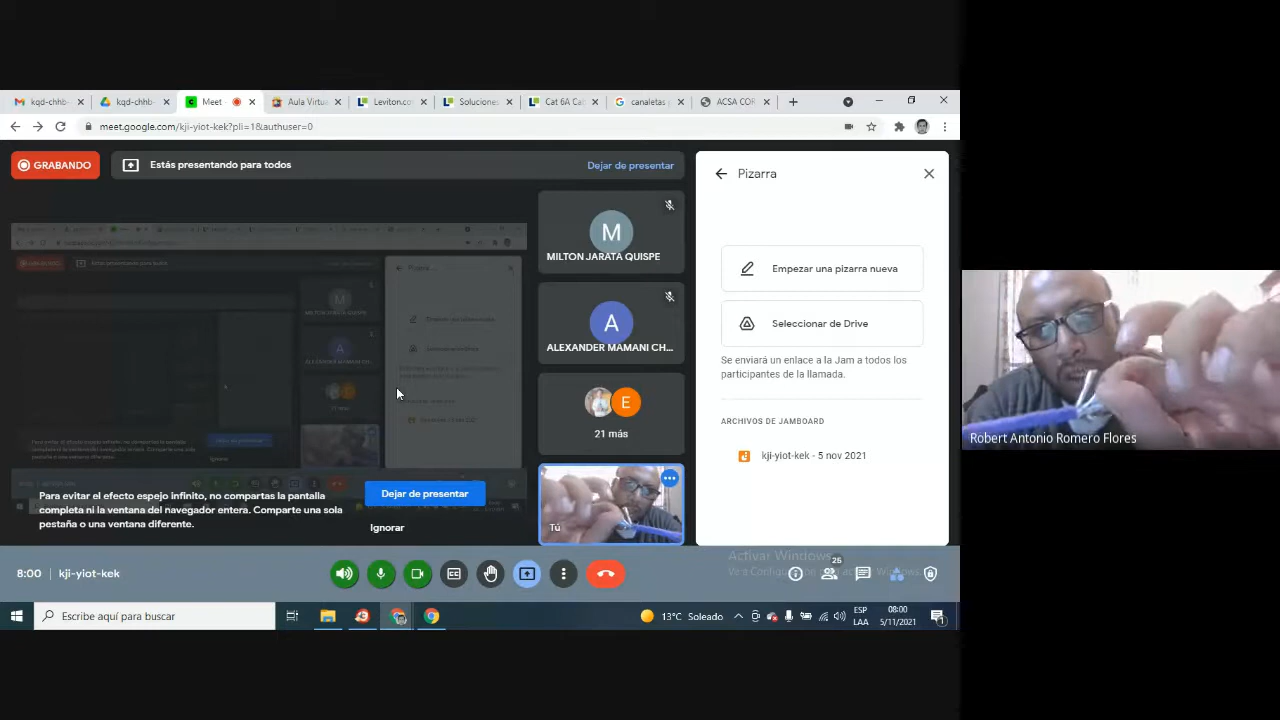 kqd-chhb-
kqd-chhb-
Meet
Aula Virtu
Leviton.co
Solucione
Cat 6A Ca
canaletas
ACSA COR
meet.google.com/kji-yiot-kek?pli=1&authuser=0
GRABANDO
Estás presentando para todos
Dejar de presentar
M
MILTON JARATA QUISPE
A
ALEXANDER MAMANI CH...
E
21 más
Tú
Para evitar el efecto espejo infinito, no compartas la pantalla
completa ni la ventana del navegador entera. Comparte una sola
pestaña o una ventana diferente.
Dejar de presentar
Ignorar
Pizarra
Empezar una pizarra nueva
Seleccionar de Drive
Se enviará un enlace a la Jam a todos los
participantes de la llamada.
ARCHIVOS DE JAMBOARD
kji-yiot-kek - 5 nov 2021
Activar Windows
8:00 | kji-yiot-kek
25
Escribe aquí para buscar
13°C Soleado
ESP
LAA
08:00
5/11/2021
1
Robert Antonio Romero Flores